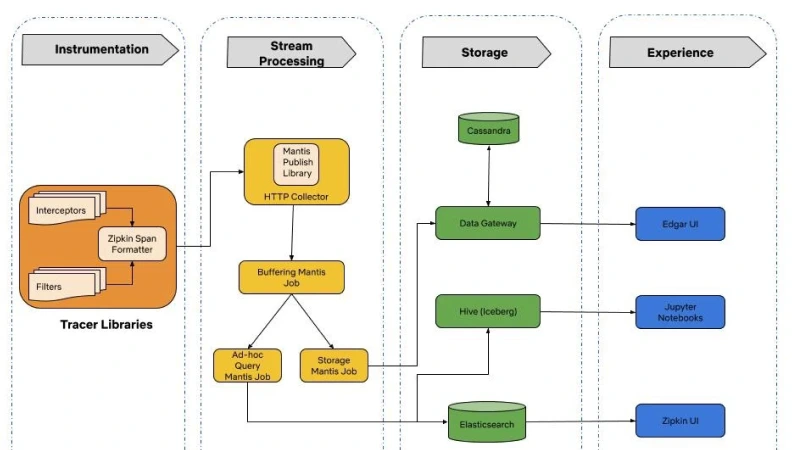 Instrumentation
Stream
Processing
Storage
Experience
Interceptors
Zipkin Span
Formatter
Filters
Tracer Libraries
Mantis
Publish
Library
HTTP Collector
Buffering Mantis
Job
Ad-hoc
Query
Mantis Job
Storage
Mantis Job
Cassandra
Data Gateway
Hive (Iceberg)
Elasticsearch
Edgar UI
Jupyter
Notebooks
Zipkin UI